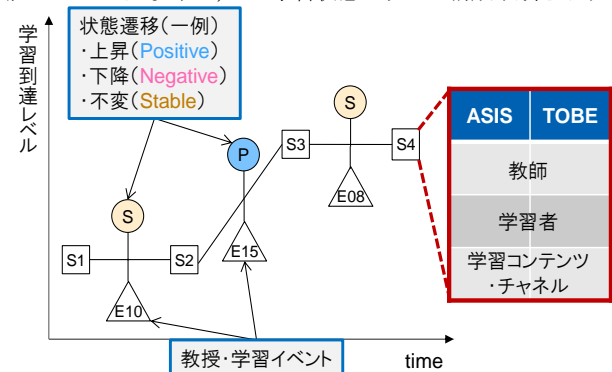 状態遷移(一例)
・上昇(Positive)
・下降(Negative)
・不変(Stable)
学習到達レベル
S
P
S
S1
S2
S3
S4
E10
E15
E08
ASIS
TOBE
教師
学習者
学習コンテンツ
・チャネル
教授・学習イベント
time